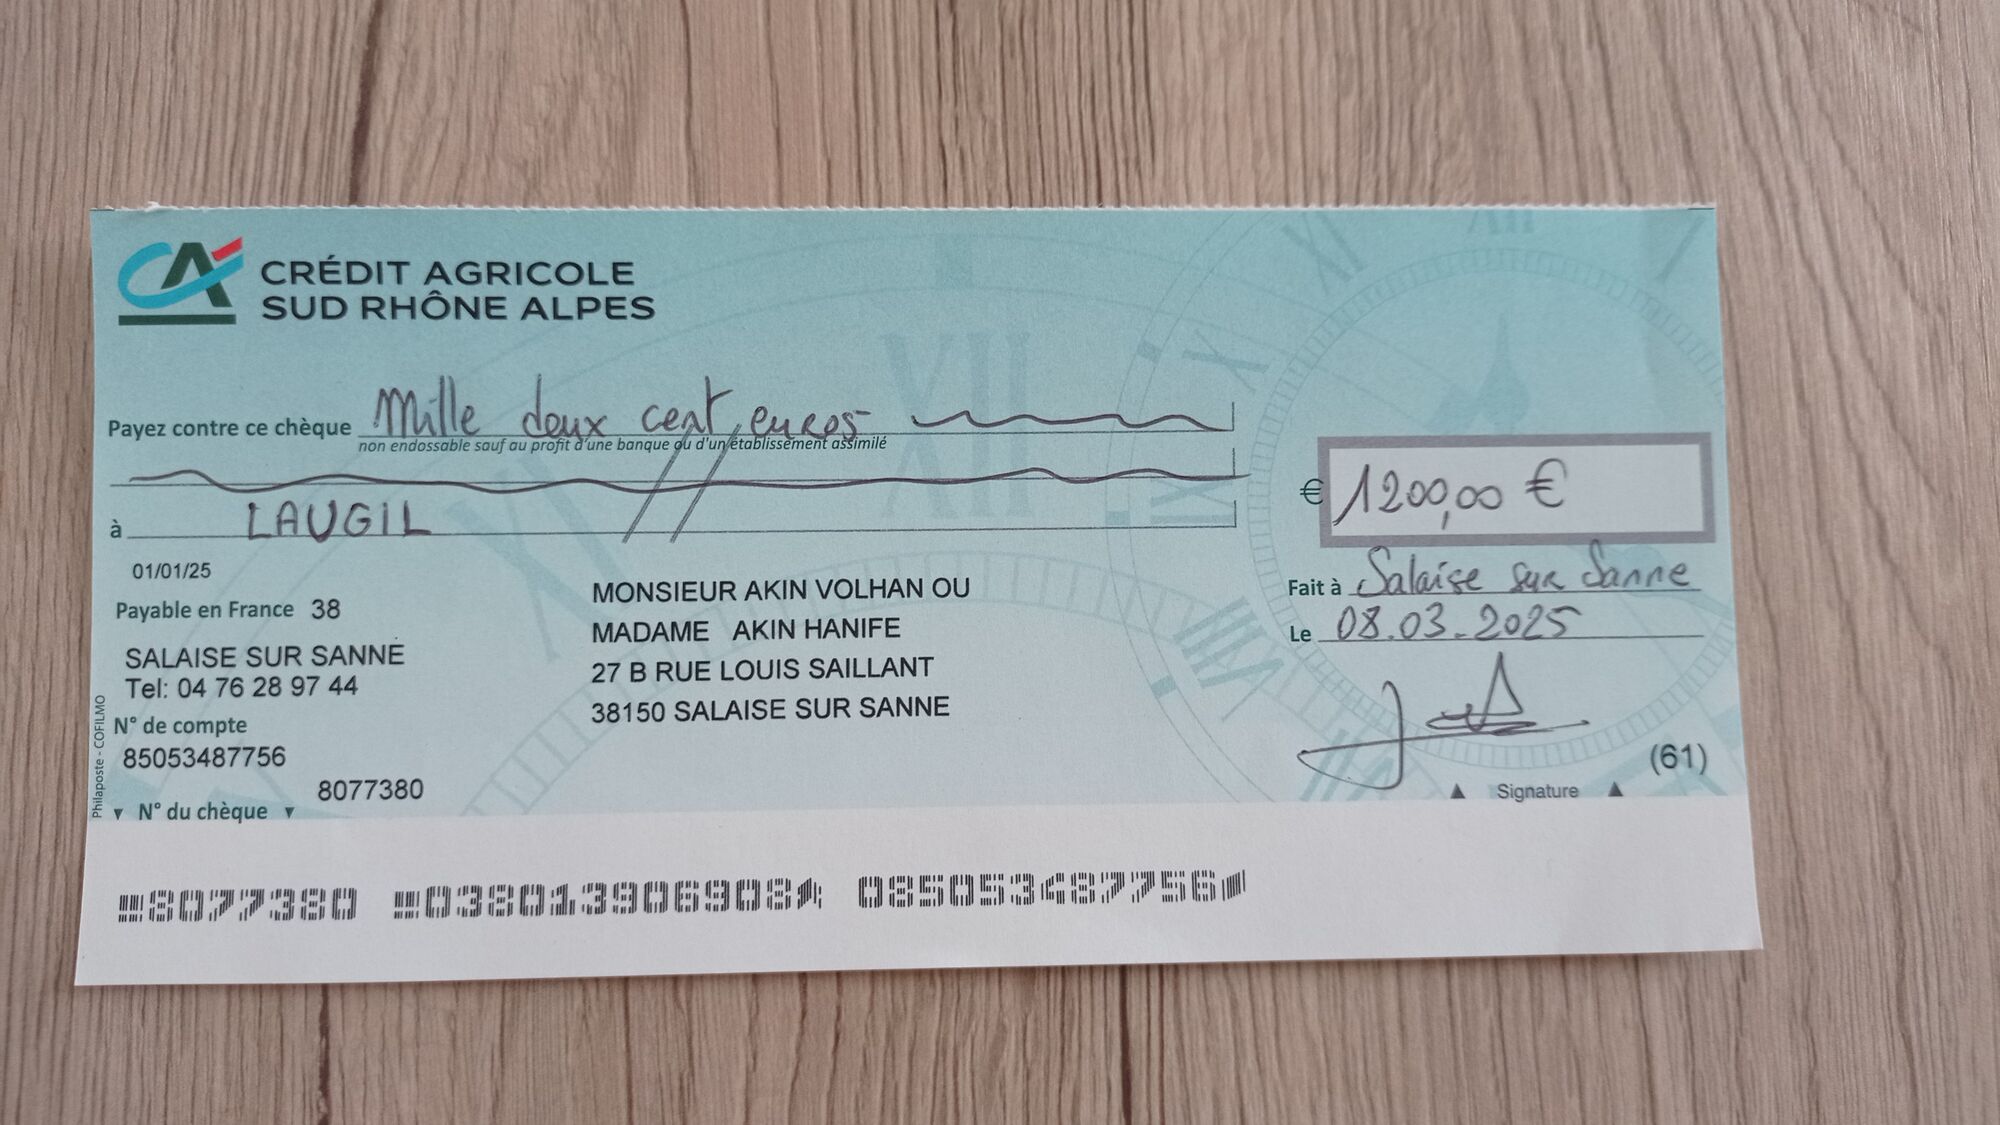 CRÉDIT AGRICOLE
SUD RHÔNE ALPES
Payez contre ce chèque Mille deux cent euros
non endossable sauf au profit d'une banque ou d'un établissement assimilé
€ 1200,00 €
à LAUGIL
01/01/25
Payable en France 38
SALAISE SUR SANNE
Tel: 04 76 28 97 44
N° de compte
85053487756
8077380
N° du chèque
MONSIEUR AKIN VOLHAN OU
MADAME AKIN HANIFE
27 B RUE LOUIS SAILLANT
38150 SALAISE SUR SANNE
Fait à Salaise sur Sanne
Le 08.03.2025
(61)
Signature
Philaposte - COFILMO
8077380 038013906908 085053487756